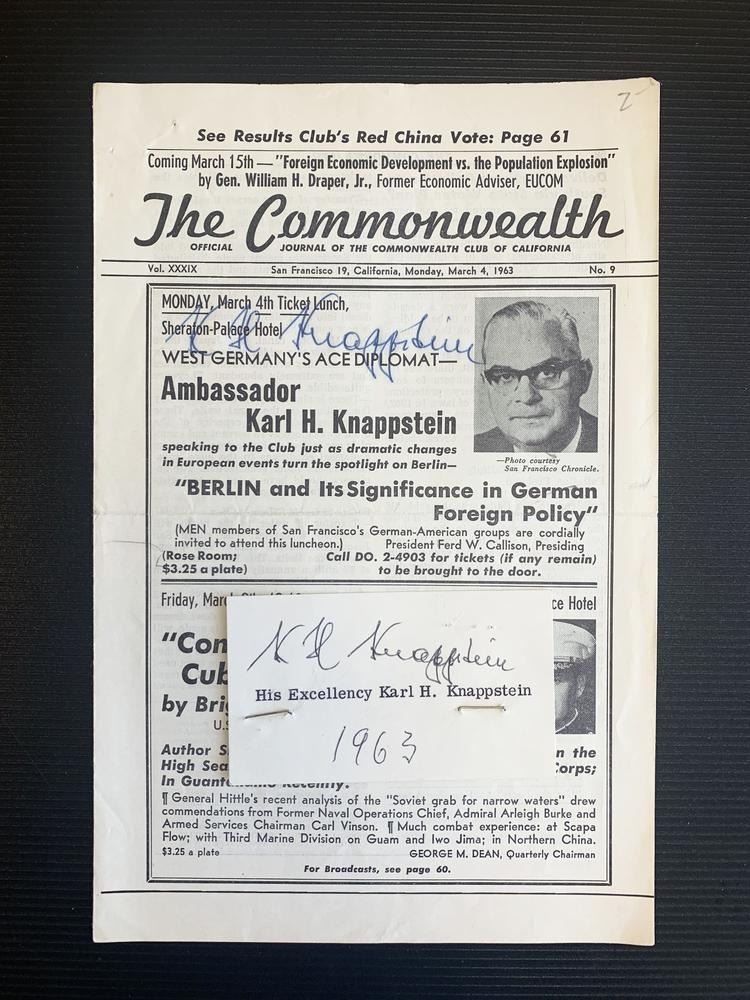 Z
See Results Club's Red China Vote: Page 61
Coming March 15th — "Foreign Economic Development vs. the Population Explosion"
by Gen. William H. Draper, Jr., Former Economic Adviser, EUCOM
The Commonwealth
OFFICIAL JOURNAL OF THE COMMONWEALTH CLUB OF CALIFORNIA
Vol. XXXIX San Francisco 19, California, Monday, March 4, 1963 No. 9
MONDAY, March 4th Ticket Lunch,
Sheraton-Palace Hotel
K H Knappstein
WEST GERMANY'S ACE DIPLOMAT—
Ambassador
Karl H. Knappstein
speaking to the Club just as dramatic changes
in European events turn the spotlight on Berlin—
—Photo courtesy
San Francisco Chronicle.
"BERLIN and Its Significance in German
Foreign Policy"
(MEN members of San Francisco's German-American groups are cordially
invited to attend this luncheon.) President Ferd W. Callison, Presiding
(Rose Room; Call DO. 2-4903 for tickets (if any remain)
$3.25 a plate) to be brought to the door.
Friday, Mar ce Hotel
"Con
Cub
by Bri
U.S
Author S n the
High Sea Corps;
In Guant Recently.
K H Knappstein
His Excellency Karl H. Knappstein
1963
¶ General Hittle's recent analysis of the "Soviet grab for narrow waters" drew
commendations from Former Naval Operations Chief, Admiral Arleigh Burke and
Armed Services Chairman Carl Vinson. ¶ Much combat experience: at Scapa
Flow; with Third Marine Division on Guam and Iwo Jima; in Northern China.
$3.25 a plate GEORGE M. DEAN, Quarterly Chairman
For Broadcasts, see page 60.